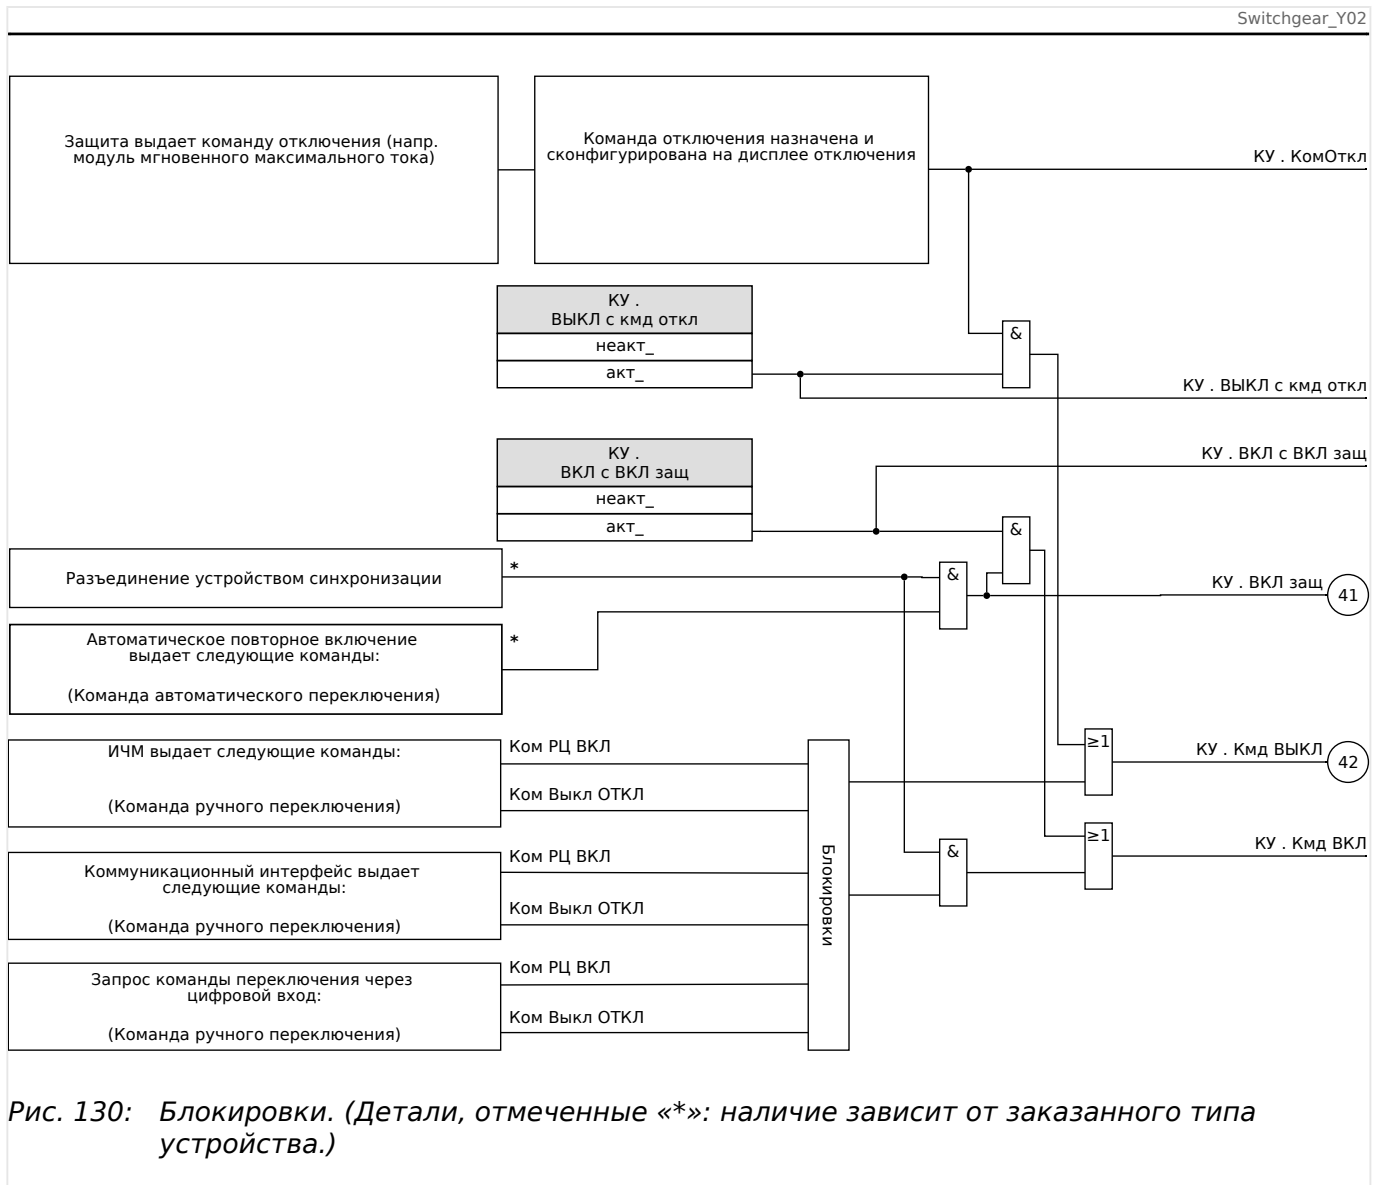 Switchgear_Y02
Защита выдает команду отключения (напр.
модуль мгновенного максимального тока)
Команда отключения назначена и
сконфигурирована на дисплее отключения
КУ . КомОткл
КУ .
ВЫКЛ с кмд откл
неакт_
акт_
&
КУ . ВЫКЛ с кмд откл
КУ .
ВКЛ с ВКЛ защ
неакт_
акт_
КУ . ВКЛ с ВКЛ защ
&
Разъединение устройством синхронизации
*
&
КУ . ВКЛ защ
41
Автоматическое повторное включение
выдает следующие команды:
(Команда автоматического переключения)
*
ИЧМ выдает следующие команды:
(Команда ручного переключения)
Ком РЦ ВКЛ
Ком Выкл ОТКЛ
≥1
КУ . Кмд ВЫКЛ
42
Коммуникационный интерфейс выдает
следующие команды:
(Команда ручного переключения)
Ком РЦ ВКЛ
Ком Выкл ОТКЛ
Блокировки
&
≥1
КУ . Кмд ВКЛ
Запрос команды переключения через
цифровой вход:
(Команда ручного переключения)
Ком РЦ ВКЛ
Ком Выкл ОТКЛ
Рис. 130: Блокировки. (Детали, отмеченные «*»: наличие зависит от заказанного типа
устройства.)